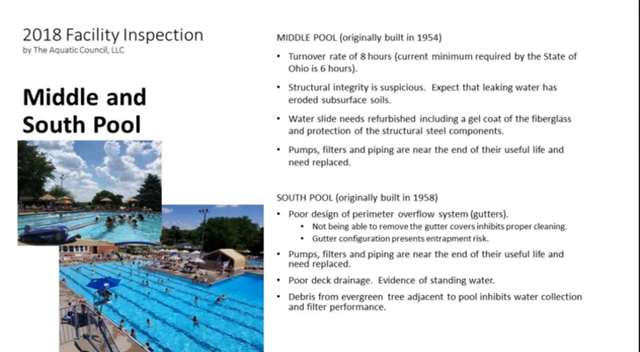 2018 Facility Inspection
by The Aquatic Council, LLC
Middle and
South Pool
MIDDLE POOL (originally built in 1954)
• Turnover rate of 8 hours (current minimum required by the State of
Ohio is 6 hours).
• Structural integrity is suspicious. Expect that leaking water has
eroded subsurface soils.
• Water slide needs refurbished including a gel coat of the fiberglass
and protection of the structural steel components.
• Pumps, filters and piping are near the end of their useful life and
need replaced.
SOUTH POOL (originally built in 1958)
• Poor design of perimeter overflow system (gutters).
• Not being able to remove the gutter covers inhibits proper cleaning.
• Gutter configuration presents entrapment risk.
• Pumps, filters and piping are near the end of their useful life and
need replaced.
• Poor deck drainage. Evidence of standing water.
• Debris from evergreen tree adjacent to pool inhibits water collection
and filter performance.